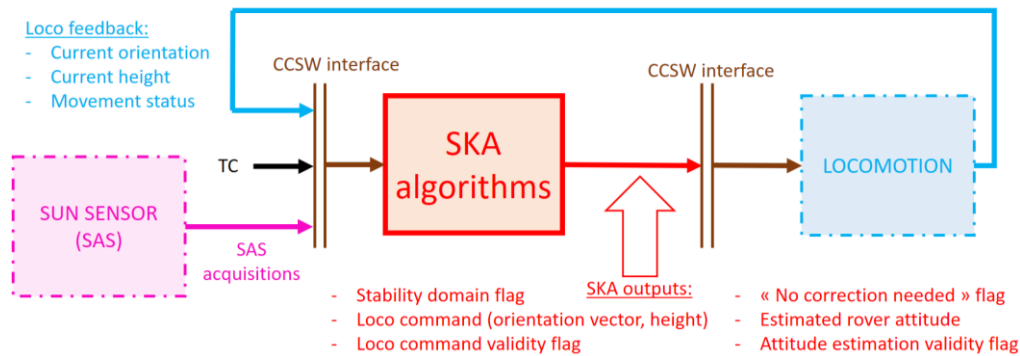 Loco feedback:
- Current orientation
- Current height
- Movement status
CCSW interface
CCSW interface
TC
SKA
algorithms
LOCOMOTION
SUN SENSOR
(SAS)
SAS
acquisitions
SKA outputs:
- Stability domain flag
- Loco command (orientation vector, height)
- Loco command validity flag
- « No correction needed » flag
- Estimated rover attitude
- Attitude estimation validity flag